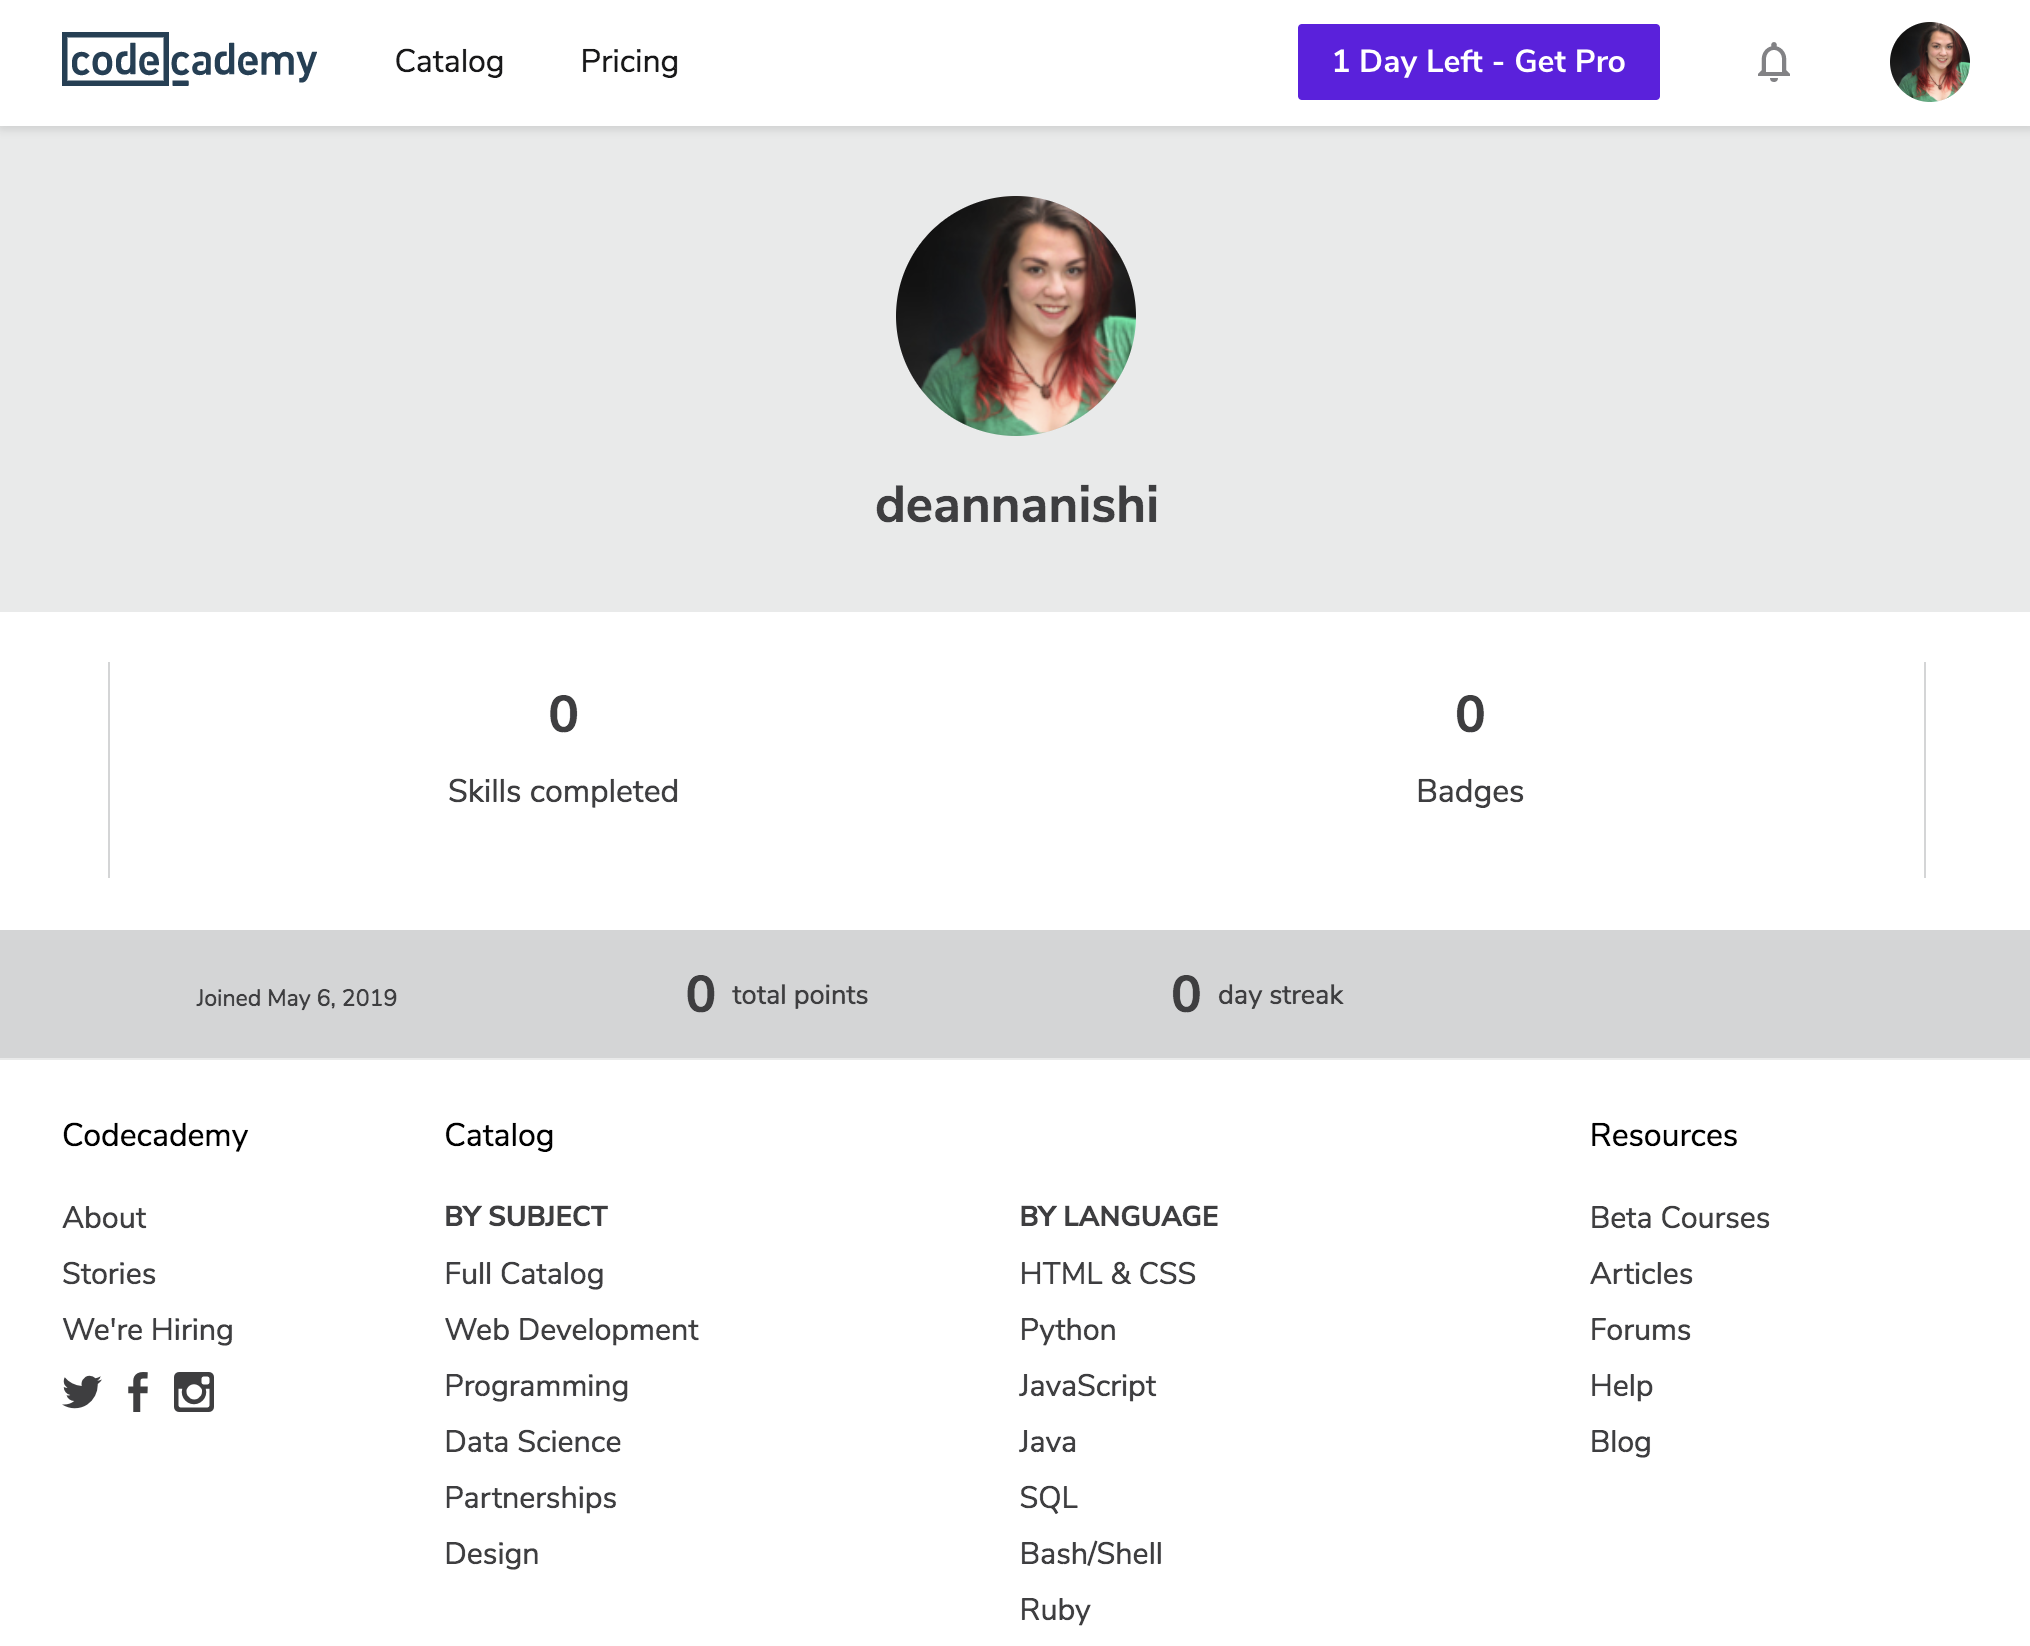 codecademy
Catalog
Pricing
1 Day Left - Get Pro
deannanishi
0
Skills completed
0
Badges
Joined May 6, 2019
0 total points
0 day streak
Codecademy
About
Stories
We're Hiring
Catalog
BY SUBJECT
Full Catalog
Web Development
Programming
Data Science
Partnerships
Design
BY LANGUAGE
HTML & CSS
Python
JavaScript
Java
SQL
Bash/Shell
Ruby
Resources
Beta Courses
Articles
Forums
Help
Blog